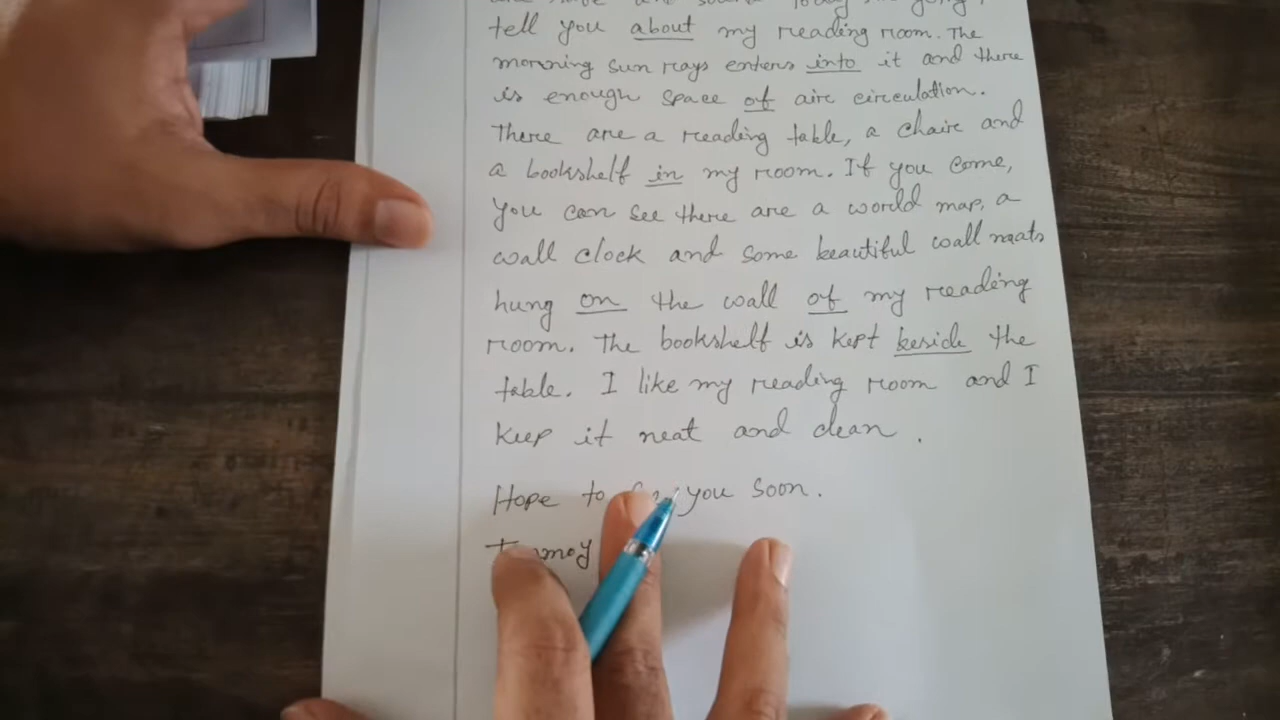 tell you about my reading room. The
morning sun rays enters into it and there
is enough space of air circulation.
There are a reading table, a chair and
a bookshelf in my room. If you come,
you can see there are a world map, a
wall clock and some beautiful wall mats
hung on the wall of my reading
room. The bookshelf is kept beside the
table. I like my reading room and I
keep it neat and clean.
Hope to you soon.